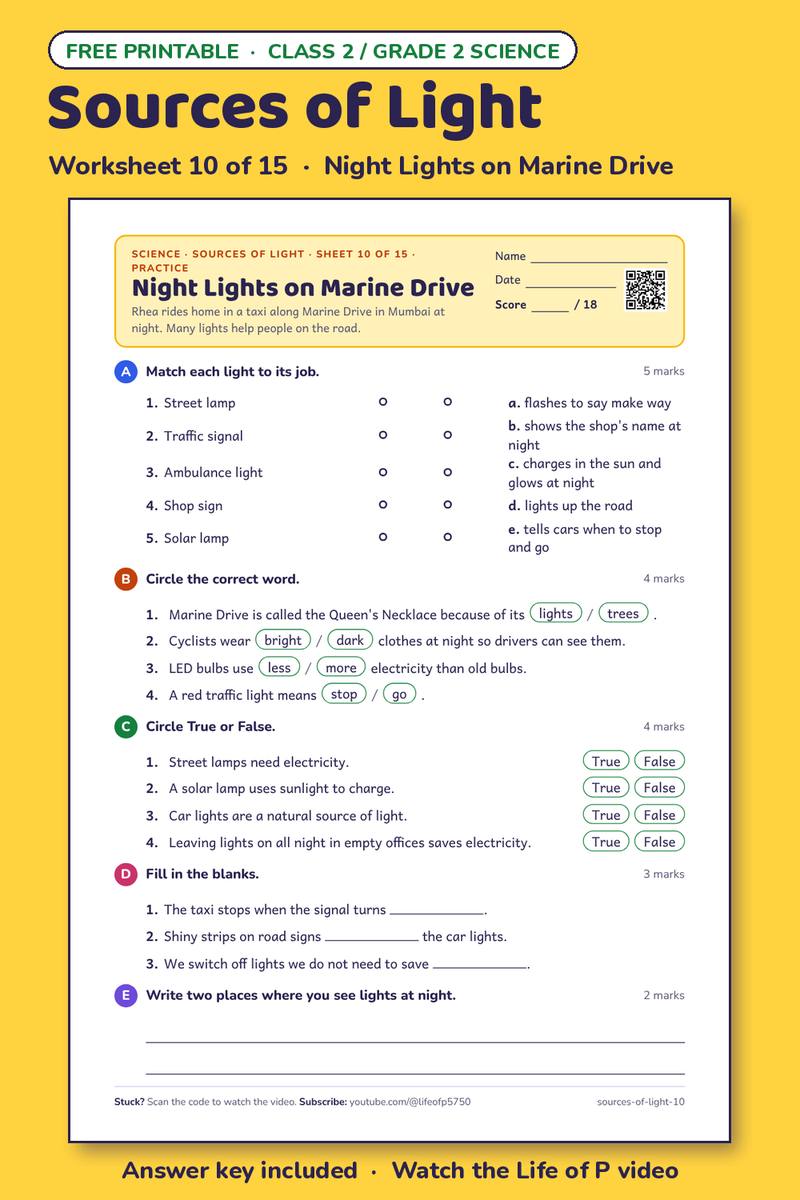 FREE PRINTABLE · CLASS 2 / GRADE 2 SCIENCE
Sources of Light
Worksheet 10 of 15 · Night Lights on Marine Drive
SCIENCE · SOURCES OF LIGHT · SHEET 10 OF 15 ·
PRACTICE
Night Lights on Marine Drive
Rhea rides home in a taxi along Marine Drive in Mumbai at
night. Many lights help people on the road.
Name
Date
Score ______ / 18
A Match each light to its job. 5 marks
1. Street lamp
a. flashes to say make way
2. Traffic signal
b. shows the shop's name at
night
3. Ambulance light
c. charges in the sun and
glows at night
4. Shop sign
d. lights up the road
5. Solar lamp
e. tells cars when to stop
and go
B Circle the correct word. 4 marks
1. Marine Drive is called the Queen's Necklace because of its lights / trees .
2. Cyclists wear bright / dark clothes at night so drivers can see them.
3. LED bulbs use less / more electricity than old bulbs.
4. A red traffic light means stop / go .
C Circle True or False. 4 marks
1. Street lamps need electricity. True False
2. A solar lamp uses sunlight to charge. True False
3. Car lights are a natural source of light. True False
4. Leaving lights on all night in empty offices saves electricity. True False
D Fill in the blanks. 3 marks
1. The taxi stops when the signal turns ____________.
2. Shiny strips on road signs ____________ the car lights.
3. We switch off lights we do not need to save ____________.
E Write two places where you see lights at night. 2 marks
Stuck? Scan the code to watch the video. Subscribe: youtube.com/@lifeofp5750
sources-of-light-10
Answer key included · Watch the Life of P video